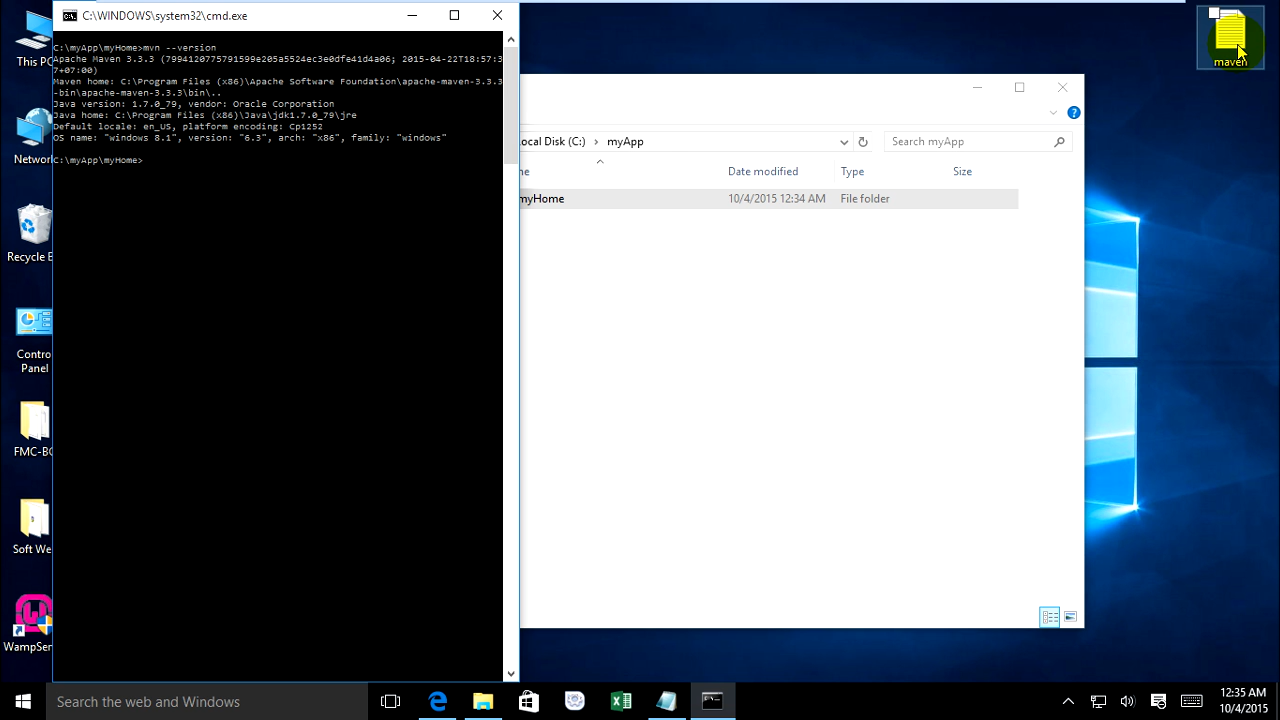 C:\WINDOWS\system32\cmd.exe
C:\myApp\myHome>mvn --version
Apache Maven 3.3.3 (7994120775791599e205a5524ec3e0dfe41d4a06; 2015-04-22T18:57:3
7+07:00)
Maven home: C:\Program Files (x86)\Apache Software Foundation\apache-maven-3.3.3
-bin\apache-maven-3.3.3\bin\..
Java version: 1.7.0_79, vendor: Oracle Corporation
Java home: C:\Program Files (x86)\Java\jdk1.7.0_79\jre
Default locale: en_US, platform encoding: Cp1252
OS name: "windows 8.1", version: "6.3", arch: "x86", family: "windows"
C:\myApp\myHome>
This PC
Network
Recycle B
Control
Panel
FMC-BO
Soft We
WampSer
maven
ocal Disk (C:) > myApp
Search myApp
me
Date modified
Type
Size
myHome
10/4/2015 12:34 AM
File folder
Search the web and Windows
12:35 AM
10/4/2015